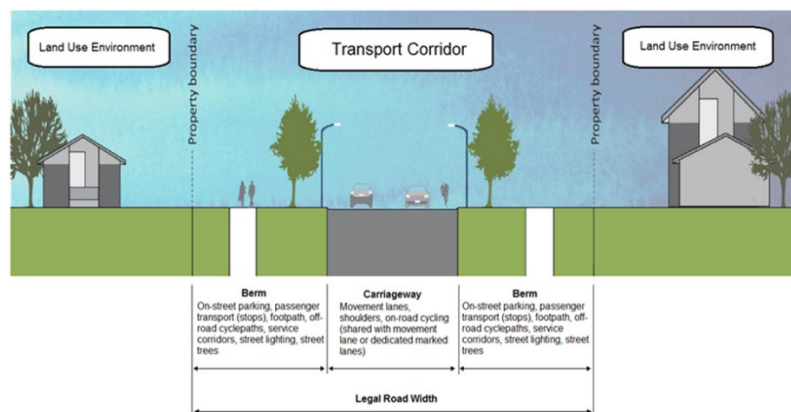 Land Use Environment
Transport Corridor
Land Use Environment
Property boundary
Property boundary
Berm
On-street parking, passenger
transport (stops), footpath, off-
road cyclepaths, service
corridors, street lighting, street
trees
Carriageway
Movement lanes,
shoulders, on-road cycling
(shared with movement
lane or dedicated marked
lanes)
Berm
On-street parking, passenger
transport (stops), footpath, off-
road cyclepaths, service
corridors, street lighting, street
trees
Legal Road Width